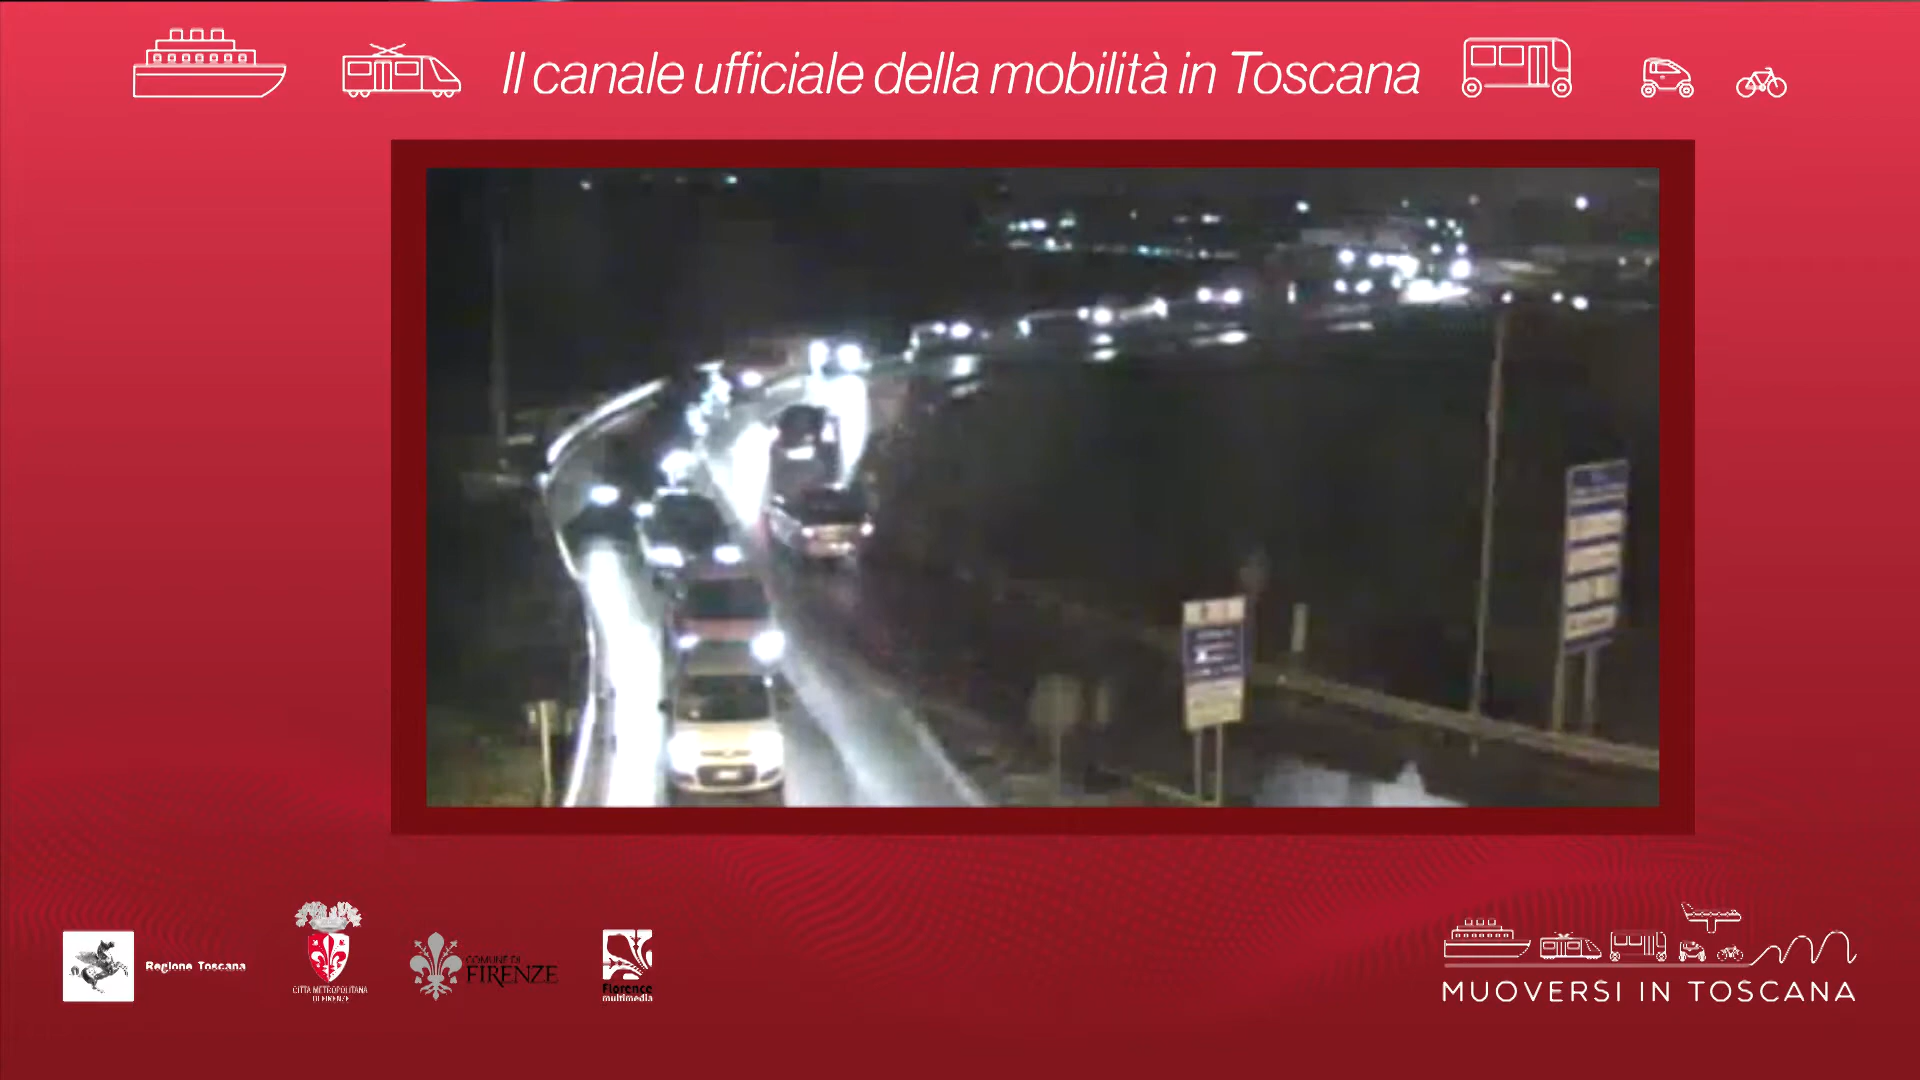 Il canale ufficiale della mobilità in Toscana
Regione Toscana
CITTÀ METROPOLITANA
DI FIRENZE
COMUNE DI
FIRENZE
Florence
multimedia
MUOVERSI IN TOSCANA